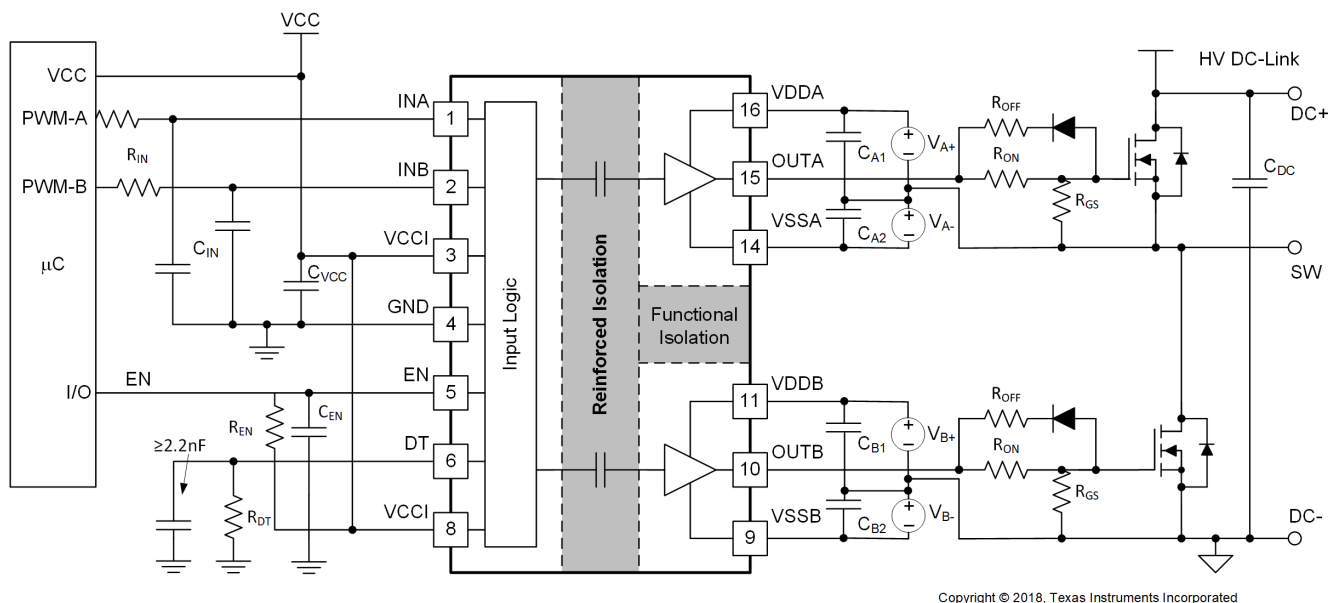 VCC
VCC
PWM-A
RIN
PWM-B
µC
CIN
CVCC
I/O
EN
REN
CEN
≥2.2nF
RDT
INA
1
INB
2
VCCI
3
GND
4
EN
5
DT
6
VCCI
8
Input Logic
Reinforced Isolation
Functional
Isolation
16
VDDA
15
OUTA
14
VSSA
11
VDDB
10
OUTB
9
VSSB
CA1
+
−
VA+
CA2
+
−
VA-
ROFF
RON
RGS
HV DC-Link
DC+
CDC
SW
CB1
+
−
VB+
CB2
+
−
VB-
ROFF
RON
RGS
DC-
Copyright © 2018, Texas Instruments Incorporated